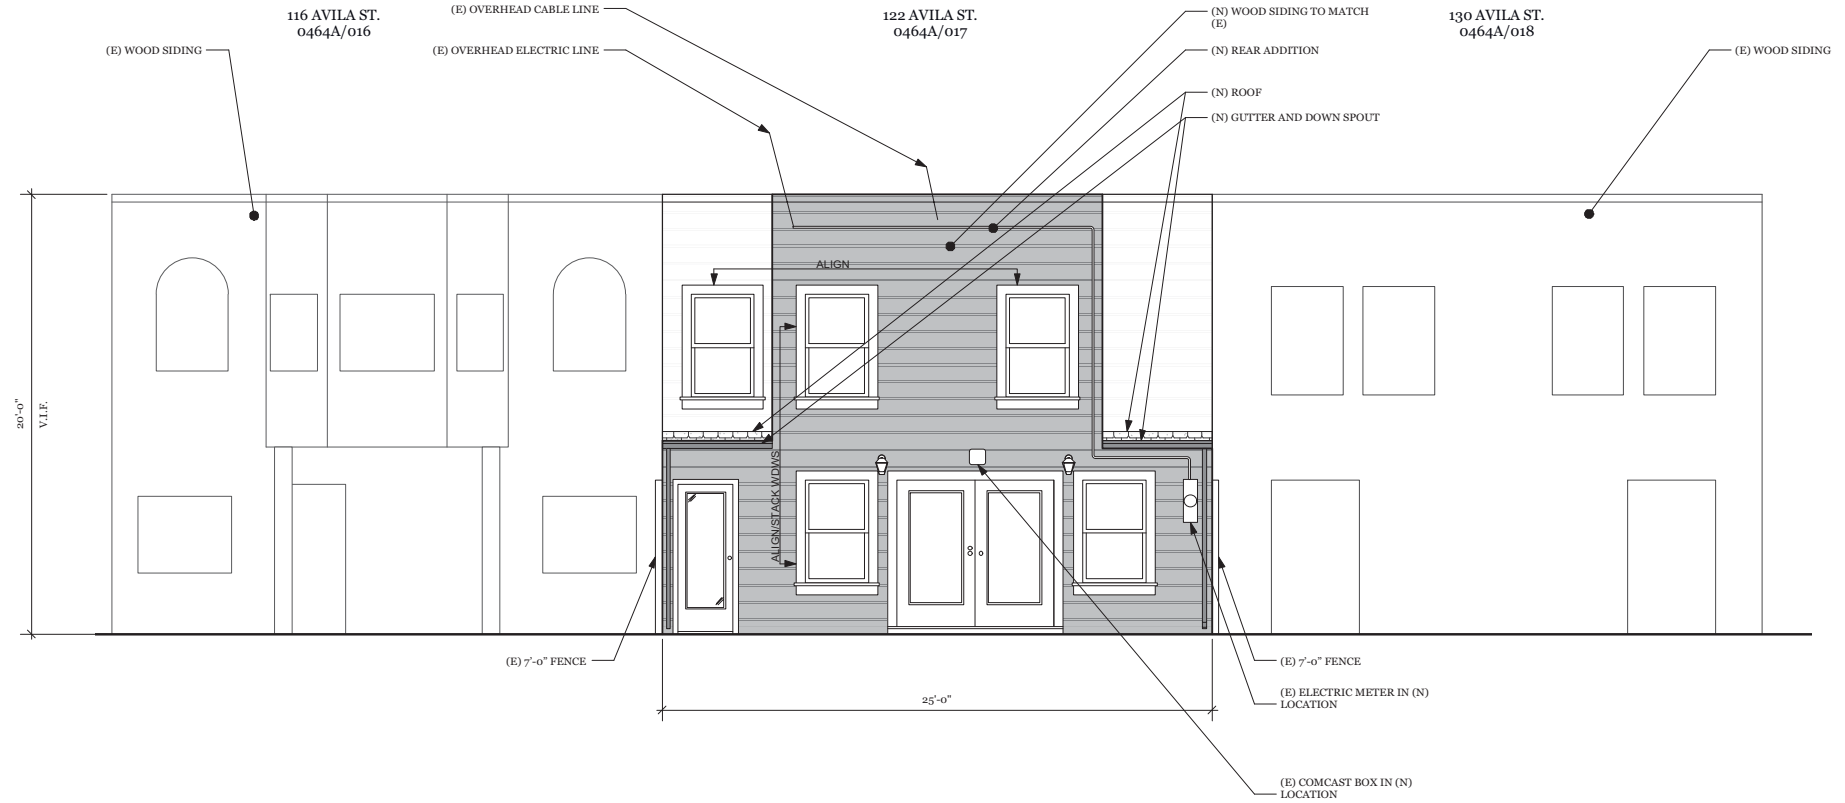 116 AVILA ST.
0464A/016
(E) OVERHEAD CABLE LINE
122 AVILA ST.
0464A/017
(N) WOOD SIDING TO MATCH
(E)
130 AVILA ST.
0464A/018
(E) WOOD SIDING
(E) OVERHEAD ELECTRIC LINE
(N) REAR ADDITION
(E) WOOD SIDING
(N) ROOF
(N) GUTTER AND DOWN SPOUT
ALIGN
20'-0"
V.I.F.
ALIGN/STACK WDWS
(E) 7'-0" FENCE
(E) 7'-0" FENCE
25'-0"
(E) ELECTRIC METER IN (N)
LOCATION
(E) COMCAST BOX IN (N)
LOCATION